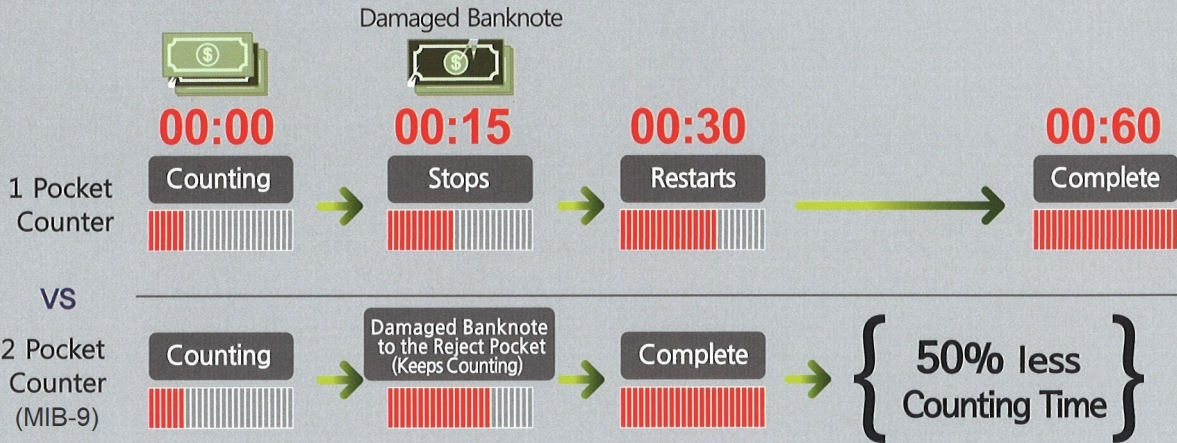 Damaged Banknote
00:00
00:15
00:30
00:60
1 Pocket
Counter
Counting
Stops
Restarts
Complete
VS
2 Pocket
Counter
(MIB-9)
Counting
Damaged Banknote
to the Reject Pocket
(Keeps Counting)
Complete
50% less
Counting Time